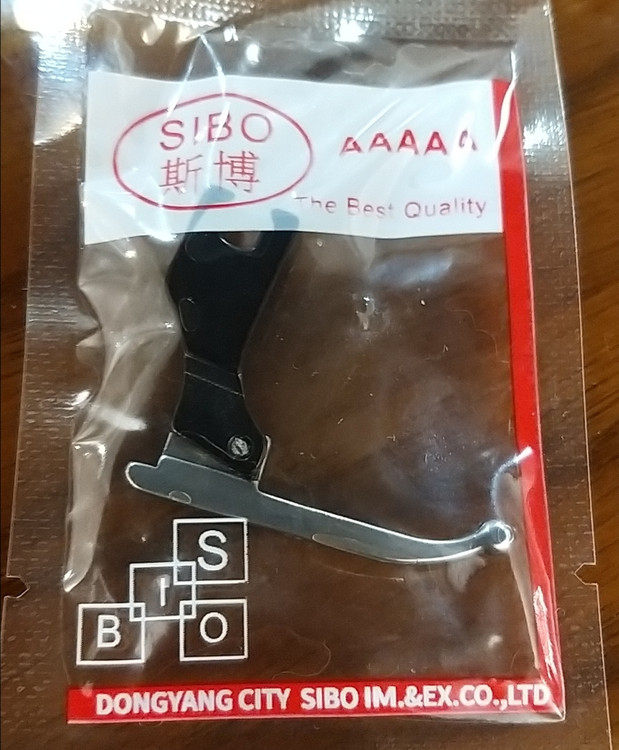 SIBO
斯博
AAAAA
The Best Quality
S
I
B O
DONGYANG CITY SIBO IM.&EX.CO.,LTD